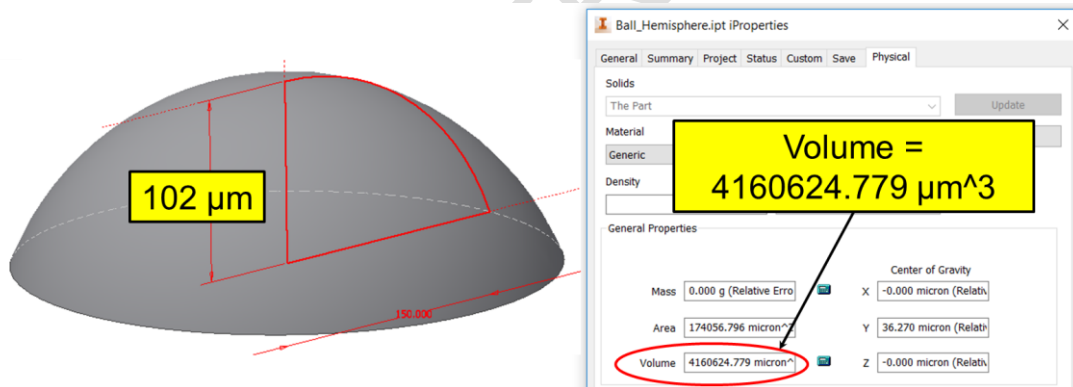 102 µm
150.000
Ball_Hemisphere.ipt iProperties
General Summary Project Status Custom Save Physical
Solids
The Part
Update
Material
Generic
Density
Volume =
4160624.779 µm^3
General Properties
Center of Gravity
Mass 0.000 g (Relative Erro X -0.000 micron (Relativ
Area 174056.796 micron^2 Y 36.270 micron (Relativ
Volume 4160624.779 micron^ Z -0.000 micron (Relativ